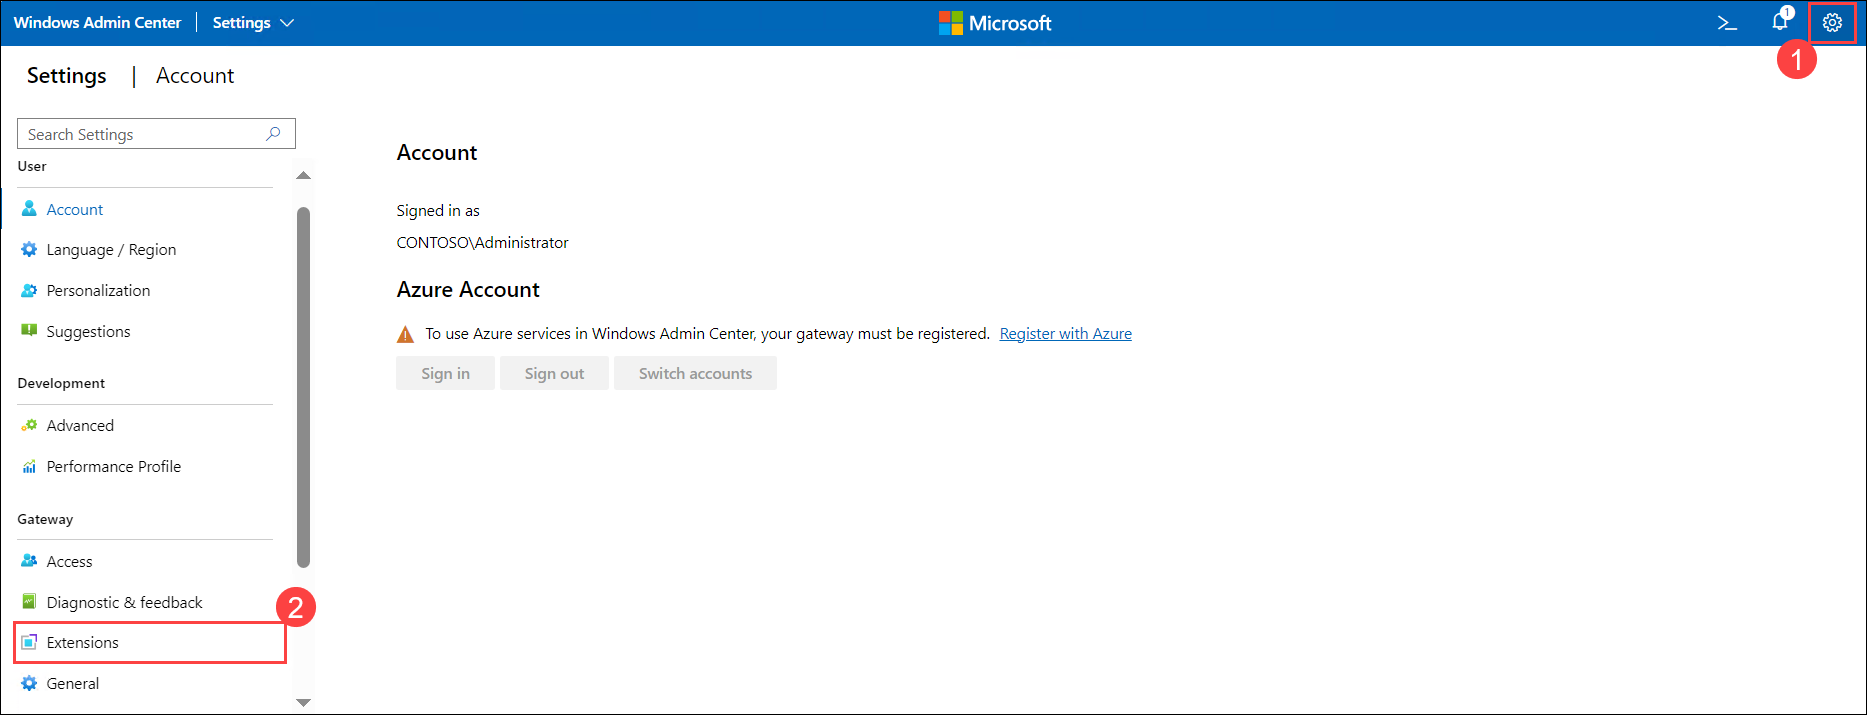 Windows Admin Center | Settings
Microsoft
>_
1
1
Settings | Account
Search Settings
User
Account
Language / Region
Personalization
Suggestions
Development
Advanced
Performance Profile
Gateway
Access
Diagnostic & feedback
2
Extensions
General
Account
Signed in as
CONTOSO\Administrator
Azure Account
To use Azure services in Windows Admin Center, your gateway must be registered. Register with Azure
Sign in
Sign out
Switch accounts